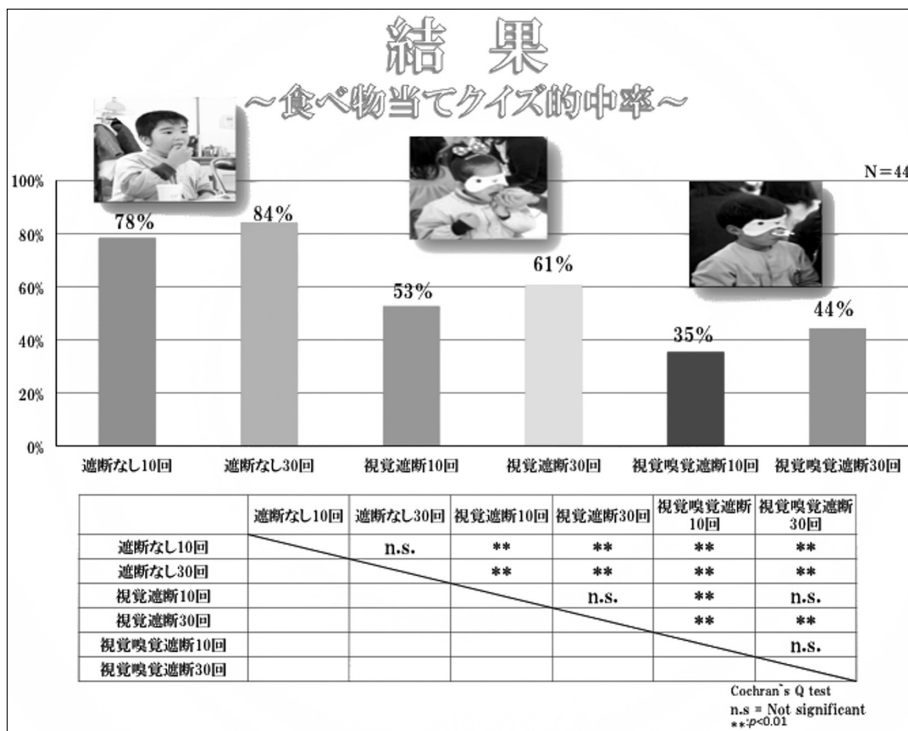 結 果
～食べ物当てクイズ的中率～
N＝44
100%
80%
60%
40%
20%
0%
78%
84%
53%
61%
35%
44%
遮断なし10回 遮断なし30回 視覚遮断10回 視覚遮断30回 視覚嗅覚遮断10回 視覚嗅覚遮断30回
遮断なし10回 遮断なし30回 視覚遮断10回 視覚遮断30回 視覚嗅覚遮断10回 視覚嗅覚遮断30回
遮断なし10回 n.s. ** ** ** **
遮断なし30回 ** ** ** **
視覚遮断10回 n.s. ** n.s.
視覚遮断30回 ** **
視覚嗅覚遮断10回 n.s.
視覚嗅覚遮断30回
Cochran`s Q test
n.s = Not significant
**:p<0.01